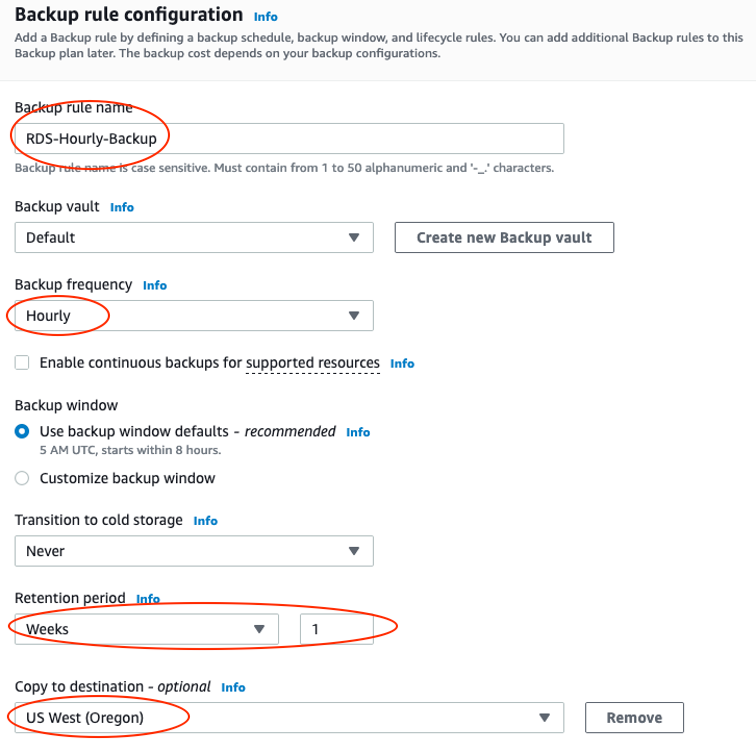 Backup rule configuration Info
Add a Backup rule by defining a backup schedule, backup window, and lifecycle rules. You can add additional Backup rules to this
Backup plan later. The backup cost depends on your backup configurations.
Backup rule name
RDS-Hourly-Backup
Backup rule name is case sensitive. Must contain from 1 to 50 alphanumeric and '-_.' characters.
Backup vault Info
Default
Create new Backup vault
Backup frequency Info
Hourly
Enable continuous backups for supported resources Info
Backup window
Use backup window defaults - recommended Info
5 AM UTC, starts within 8 hours.
Customize backup window
Transition to cold storage Info
Never
Retention period Info
Weeks 1
Copy to destination - optional Info
US West (Oregon) Remove